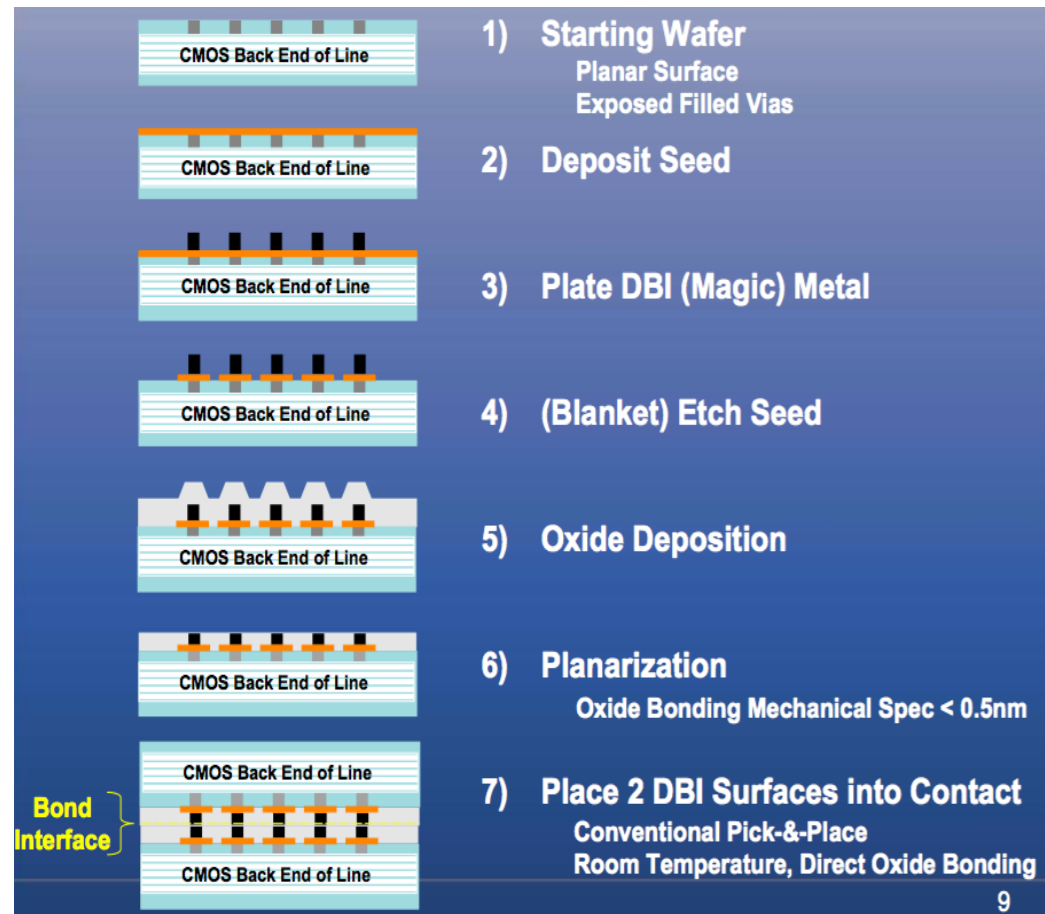 CMOS Back End of Line
1) Starting Wafer
Planar Surface
Exposed Filled Vias
CMOS Back End of Line
2) Deposit Seed
CMOS Back End of Line
3) Plate DBI (Magic) Metal
CMOS Back End of Line
4) (Blanket) Etch Seed
CMOS Back End of Line
5) Oxide Deposition
CMOS Back End of Line
6) Planarization
Oxide Bonding Mechanical Spec < 0.5nm
CMOS Back End of Line
Bond
Interface
CMOS Back End of Line
7) Place 2 DBI Surfaces into Contact
Conventional Pick-&-Place
Room Temperature, Direct Oxide Bonding
9